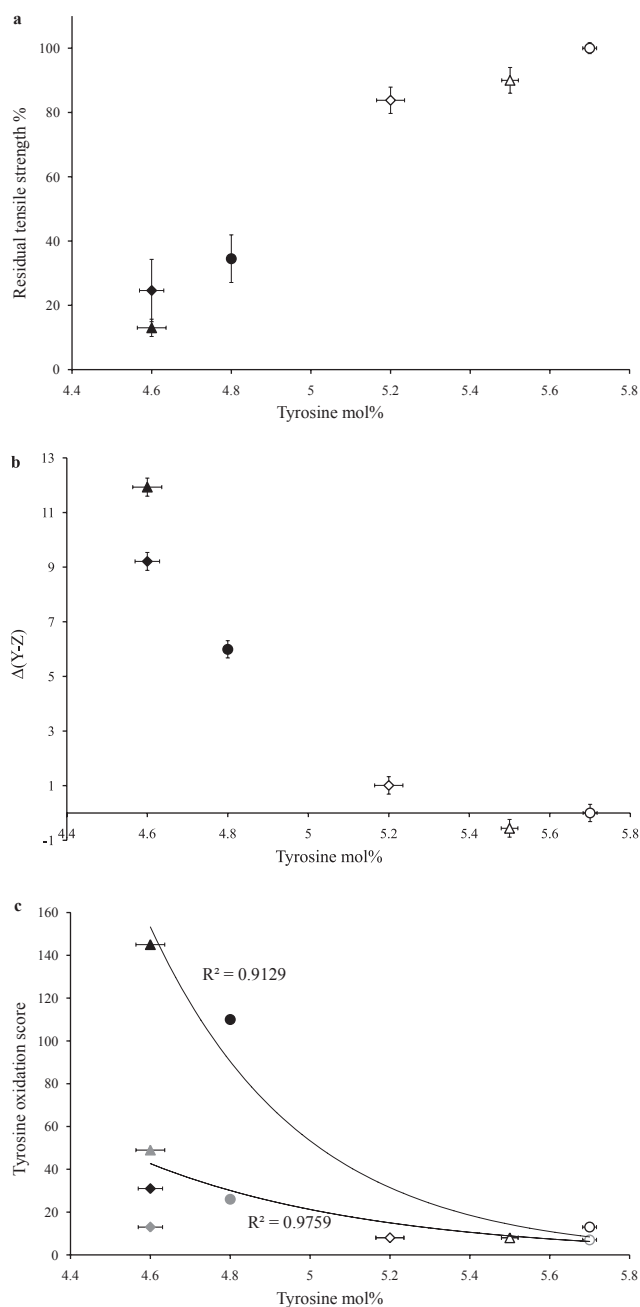 a
100
80
60
40
20
0
Residual tensile strength %
4.4 4.6 4.8 5 5.2 5.4 5.6 5.8
Tyrosine mol%
b
13
11
9
7
5
3
1
-1
Δ(Y-Z)
4.4 4.6 4.8 5 5.2 5.4 5.6 5.8
Tyrosine mol%
c
160
140
120
100
80
60
40
20
0
Tyrosine oxidation score
R² = 0.9129
R² = 0.9759
4.4 4.6 4.8 5 5.2 5.4 5.6 5.8
Tyrosine mol%